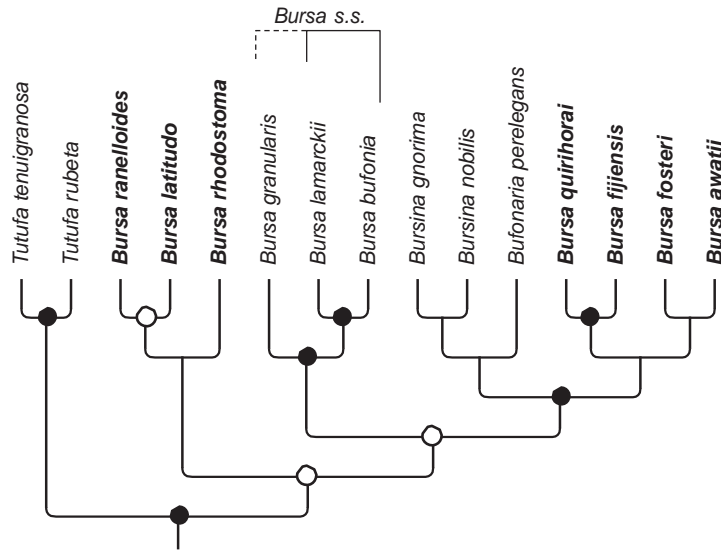 Bursa s.s.
Tutufa tenuigranosa
Tutufa rubeta
Bursa ranelloides
Bursa latitudo
Bursa rhodostoma
Bursa granularis
Bursa lamarckii
Bursa bufonia
Bursina gnorima
Bursina nobilis
Bufonaria perelegans
Bursa quirihorai
Bursa fijiensis
Bursa fosteri
Bursa awatii